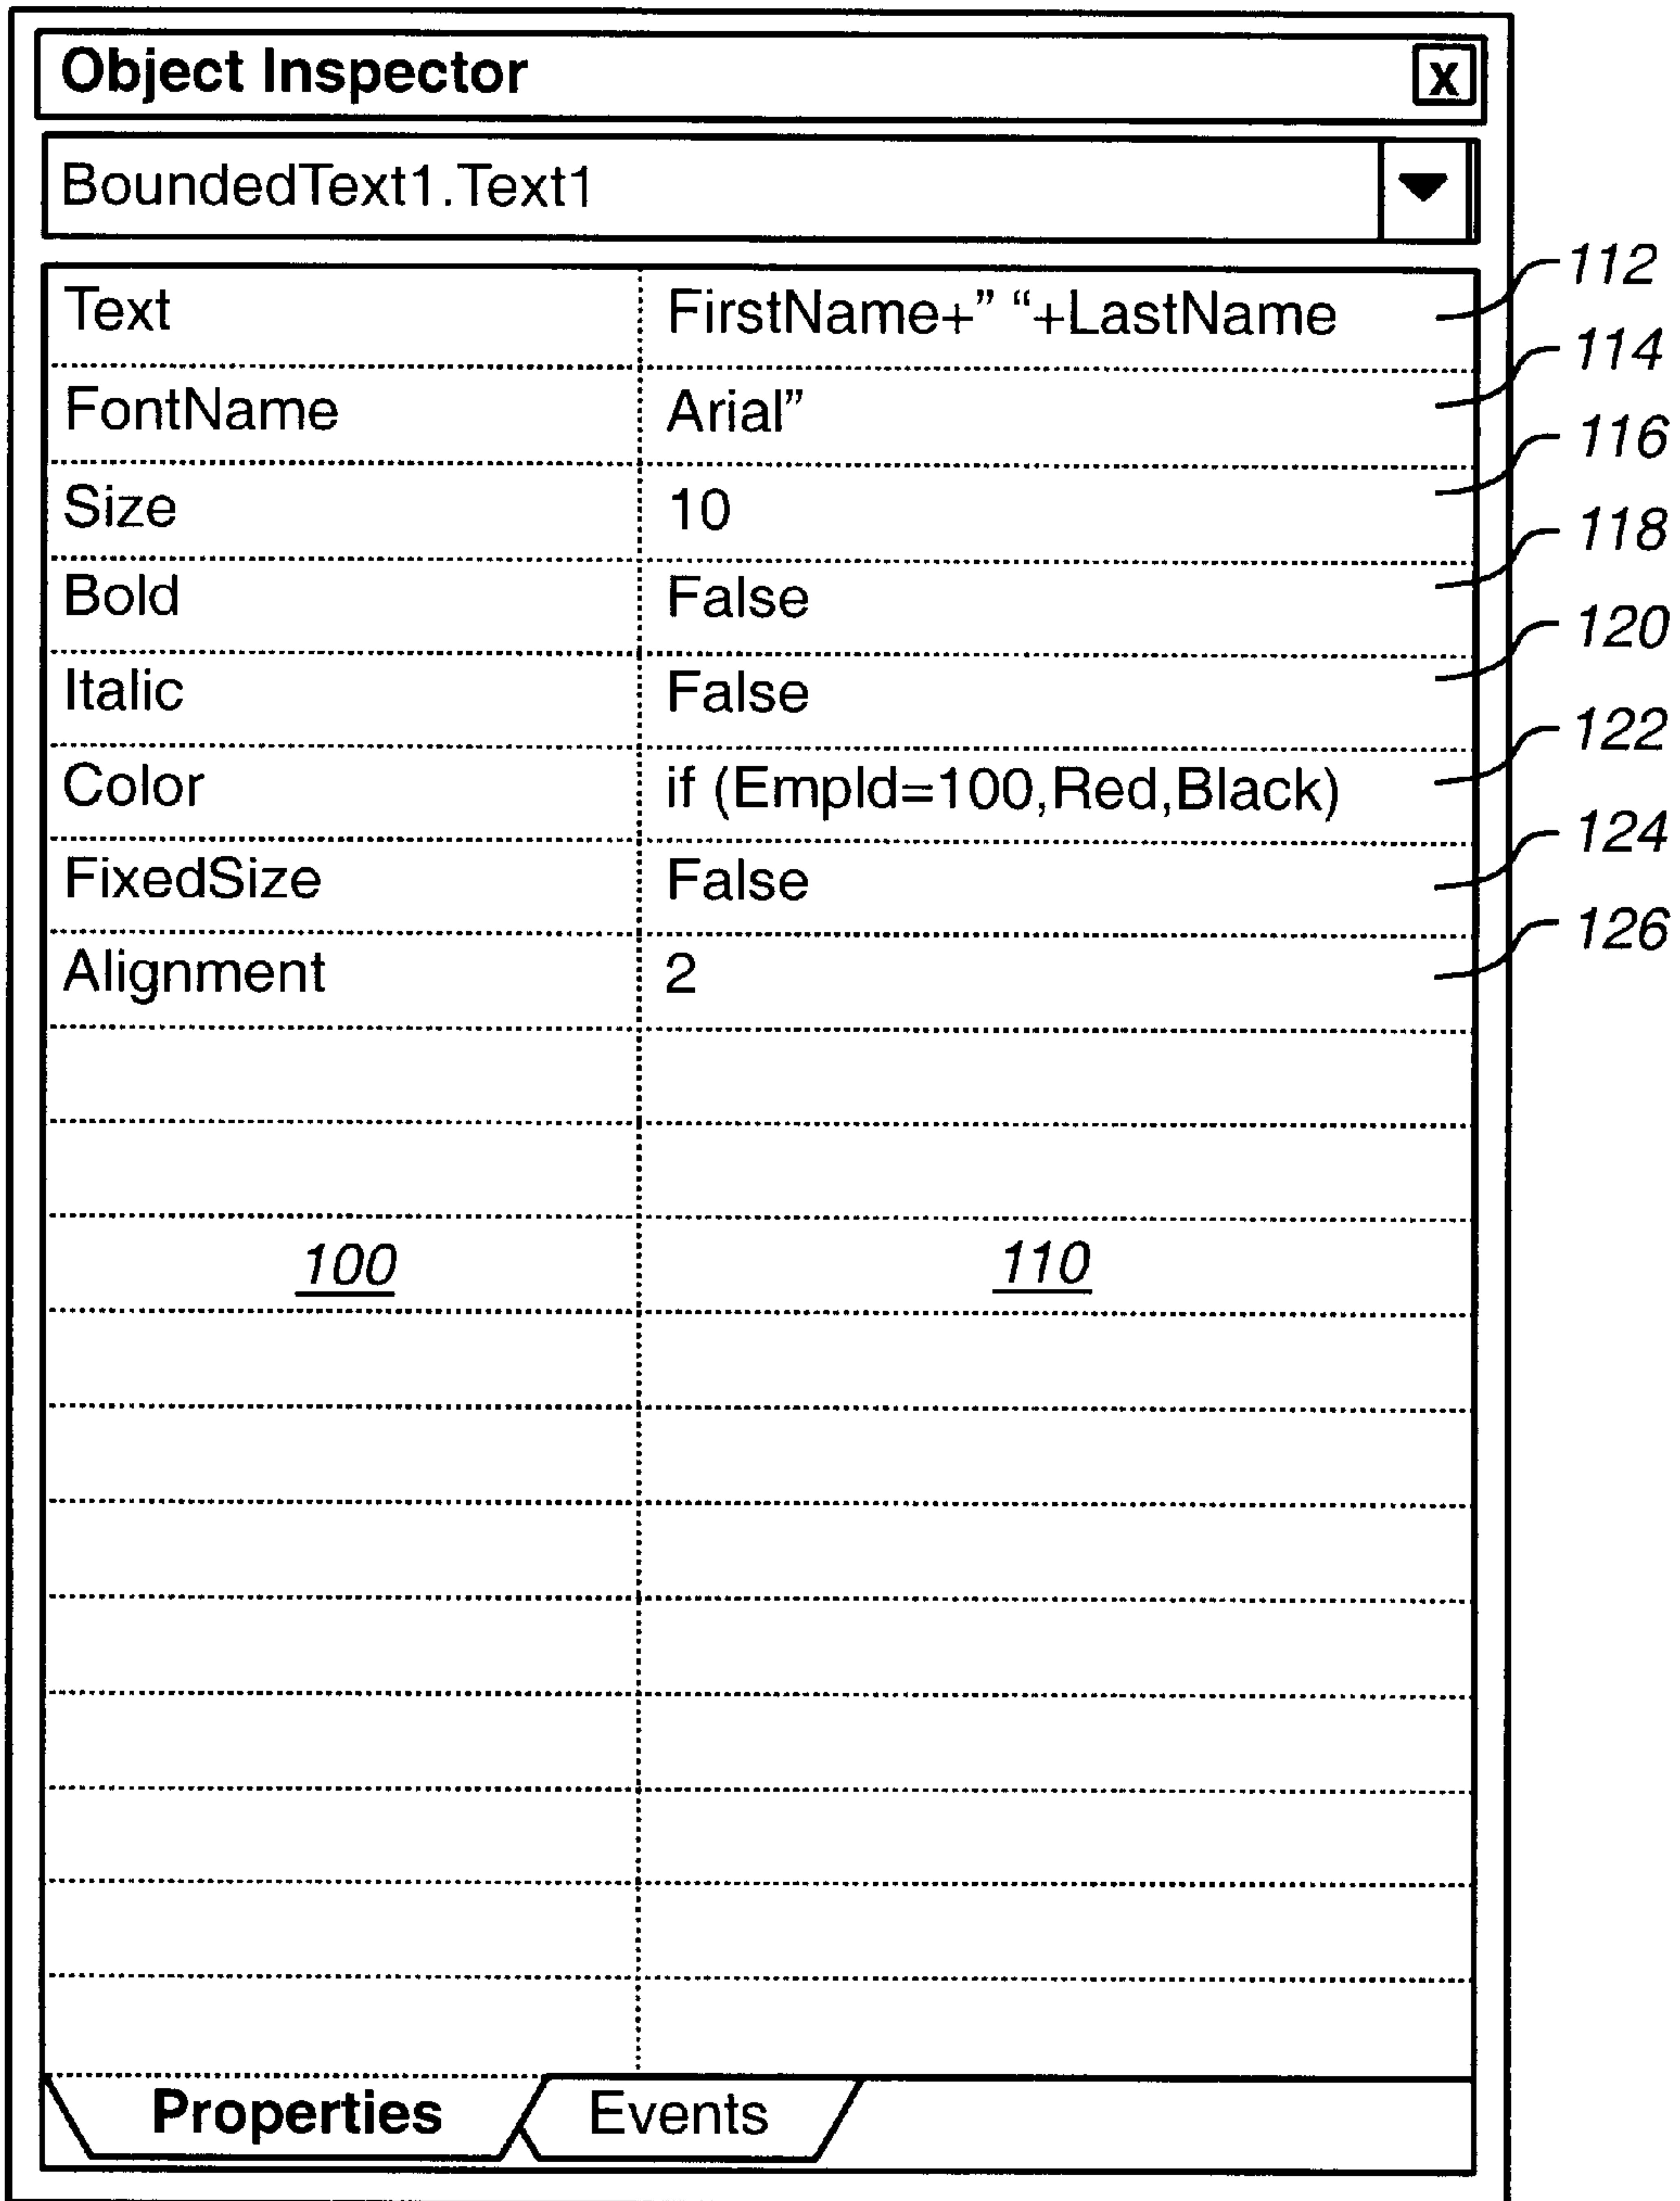 Object Inspector x
BoundedText1.Text1
Text FirstName+” “+LastName 112
FontName Arial” 114
Size 10 116
Bold False 118
Italic False 120
Color if (EmpId=100,Red,Black) 122
FixedSize False 124
Alignment 2 126
100 110
Properties Events